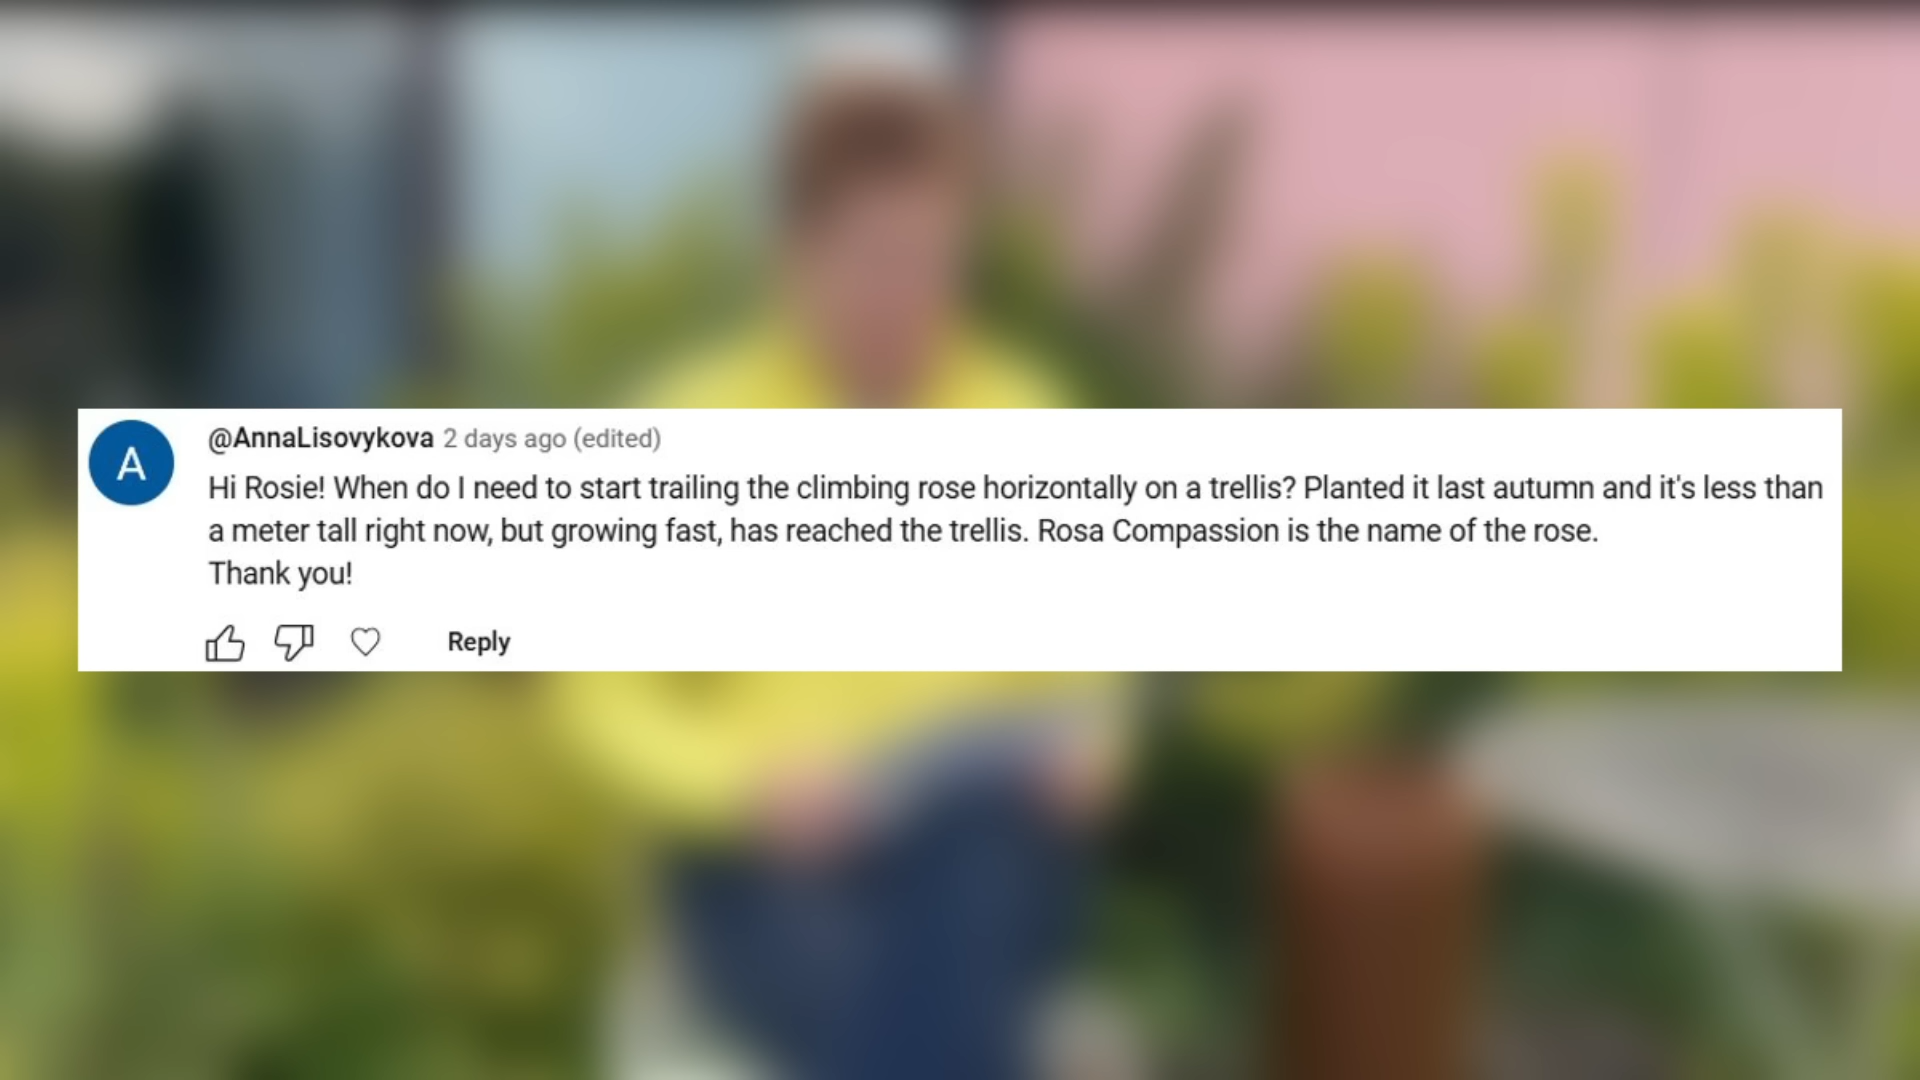 A
@AnnaLisovykova 2 days ago (edited)
Hi Rosie! When do I need to start trailing the climbing rose horizontally on a trellis? Planted it last autumn and it's less than
a meter tall right now, but growing fast, has reached the trellis. Rosa Compassion is the name of the rose.
Thank you!
Reply